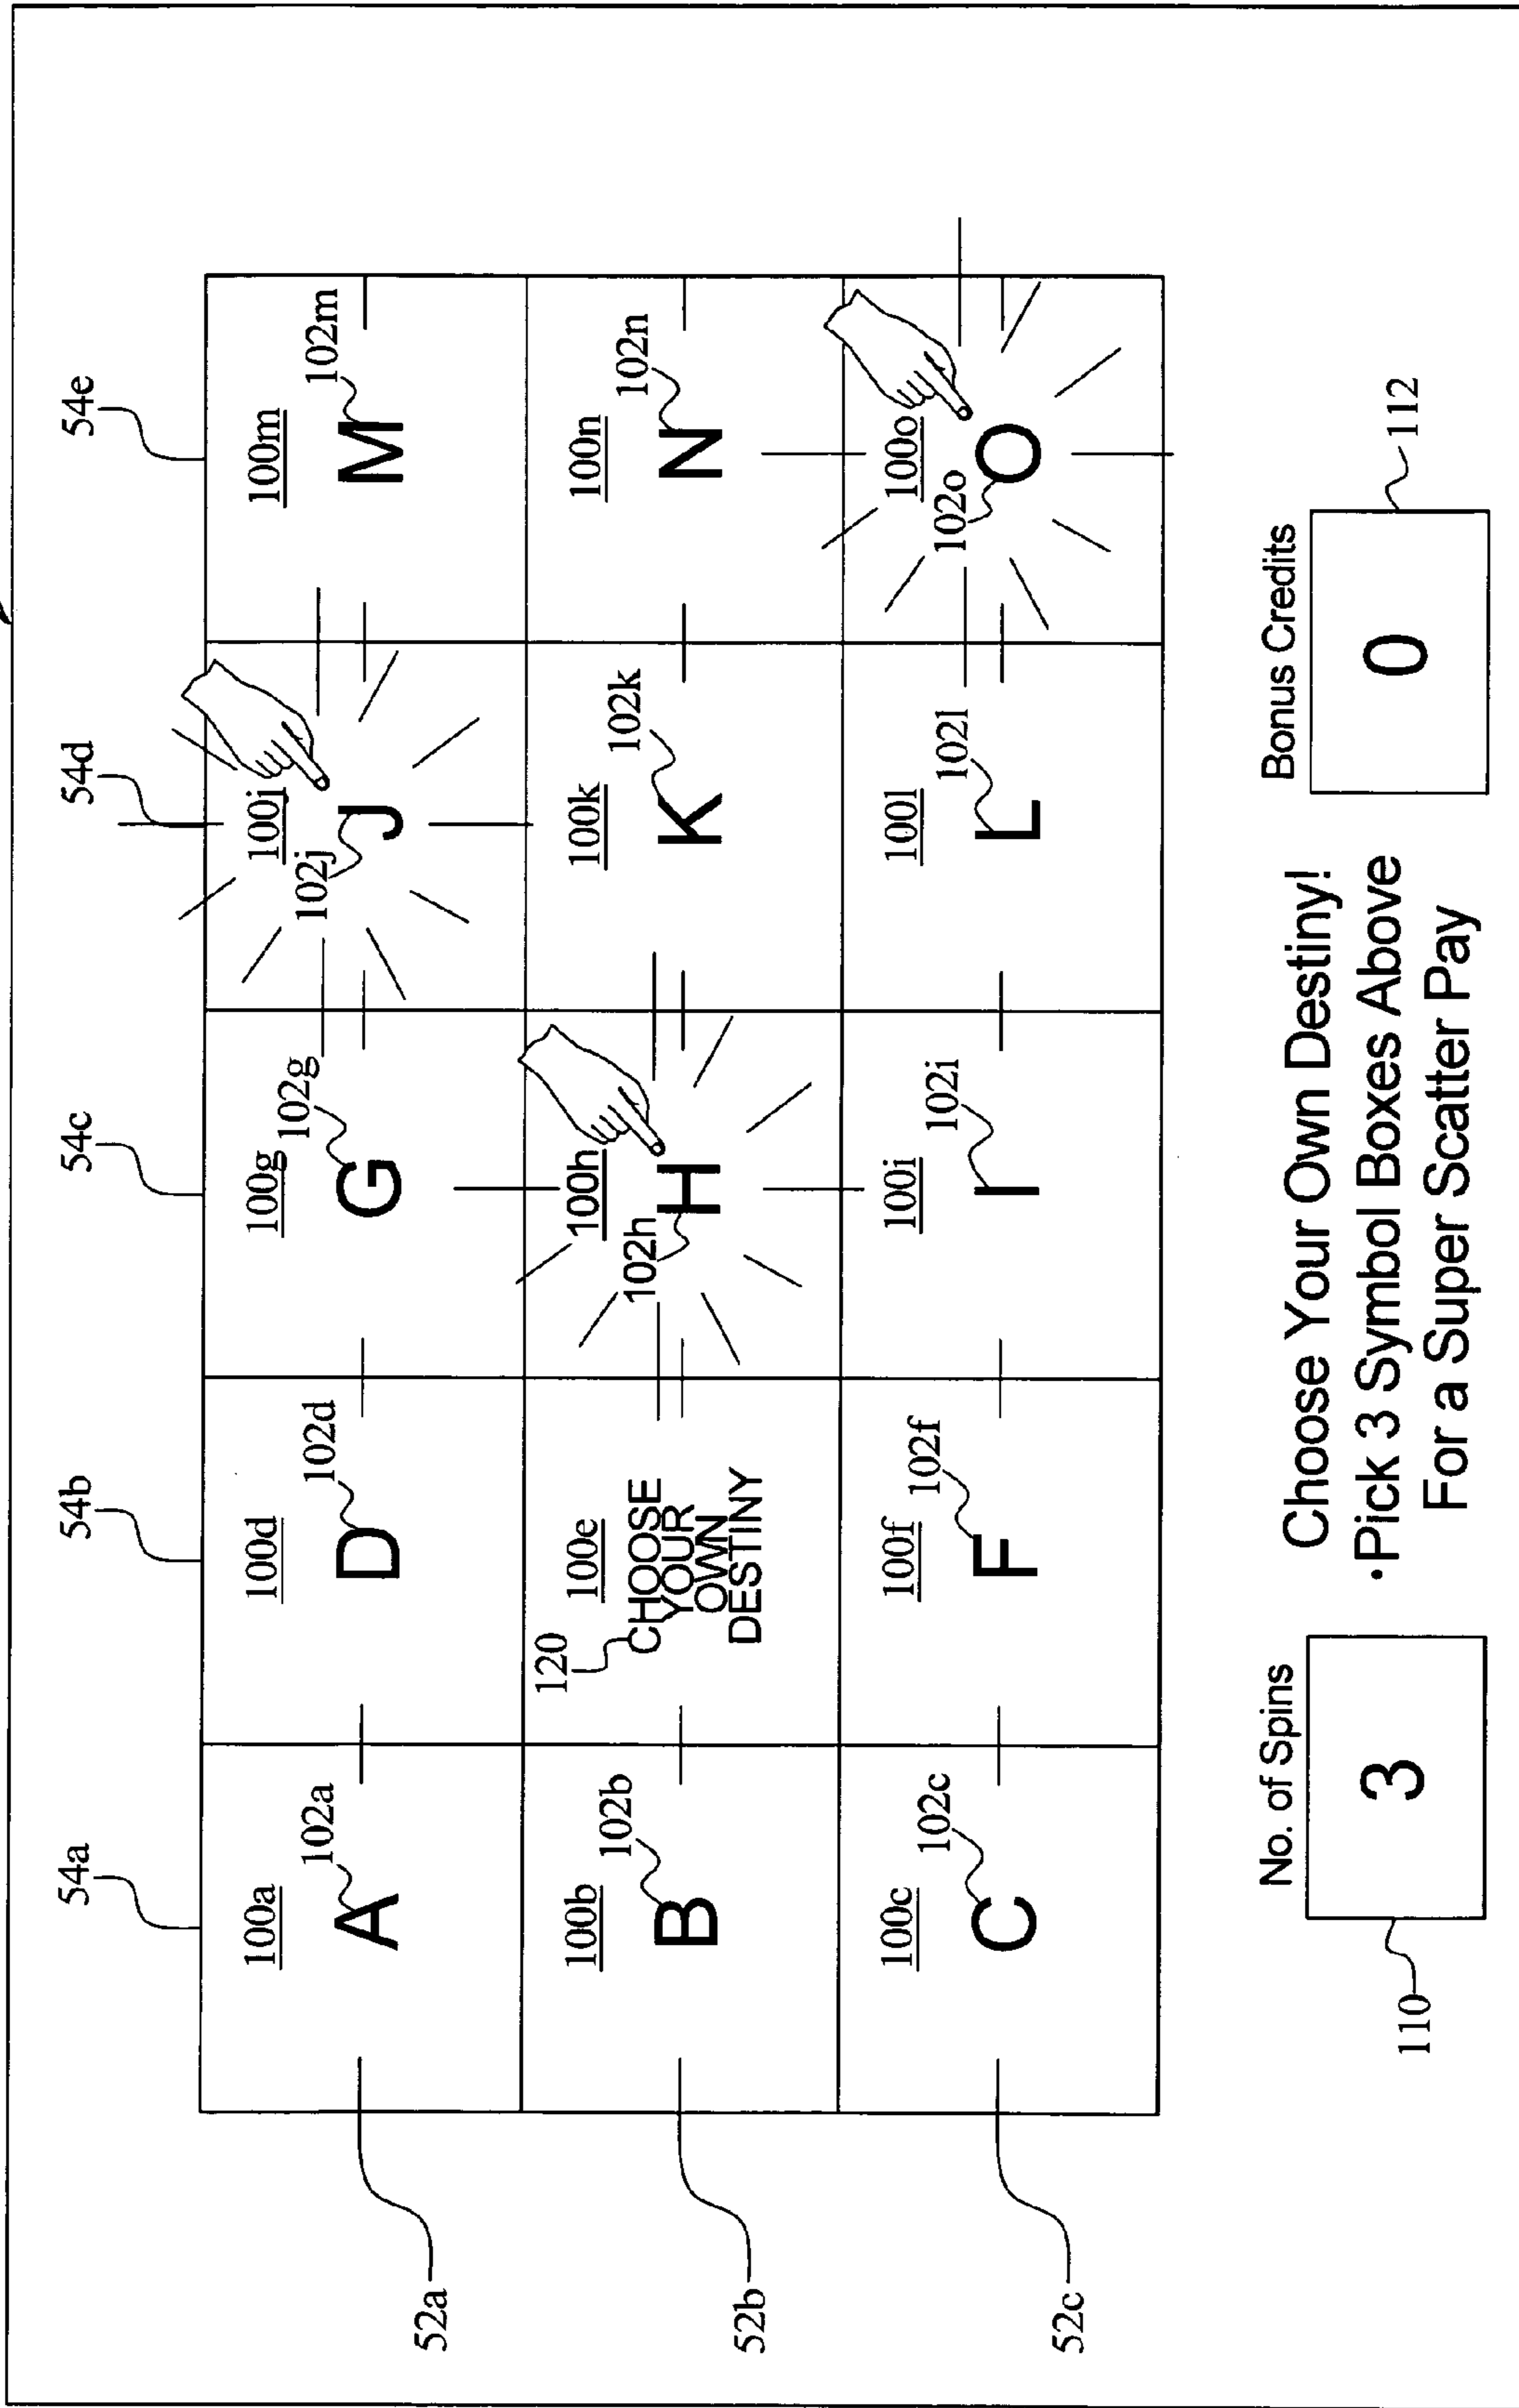 54a 54b 54c 54d 54e
100a 100d 100g 100j 100m
102a 102d 102g 102j 102m
A D G J M
52a
100b 100e 100h 100k 100n
102b 120 102h 102k 102n
B CHOOSE H K N
YOUR
OWN
DESTINY
52b
100c 100f 100i 100l 100o
102c 102f 102i 102l 102o
C F I L O
52c
No. of Spins
3
110
Choose Your Own Destiny!
•Pick 3 Symbol Boxes Above
For a Super Scatter Pay
Bonus Credits
0
112